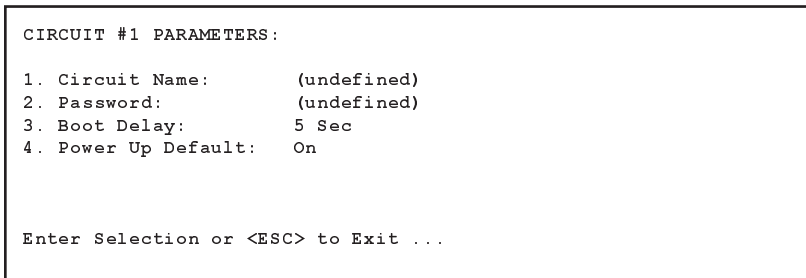 CIRCUIT #1 PARAMETERS:
1. Circuit Name: (undefined)
2. Password: (undefined)
3. Boot Delay: 5 Sec
4. Power Up Default: On
Enter Selection or <ESC> to Exit ...